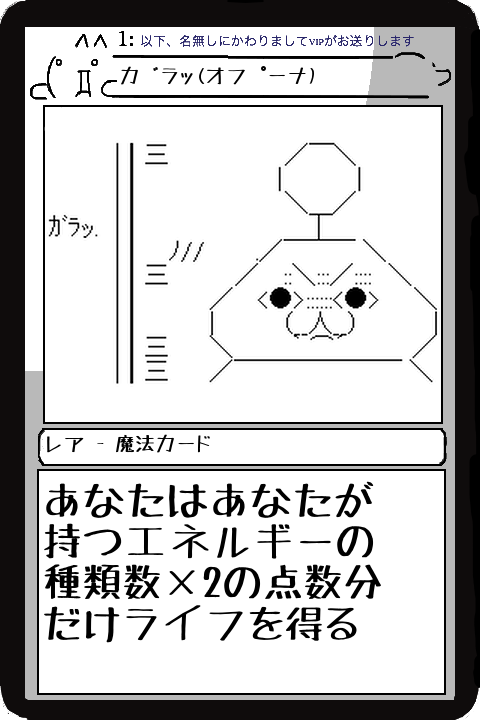 1: 以下、名無しにかわりましてVIPがお送りします
ガラッ(オプーナ)
ガラッ.
レア - 魔法カード
あなたはあなたが
持つエネルギーの
種類数×2の点数分
だけライフを得る